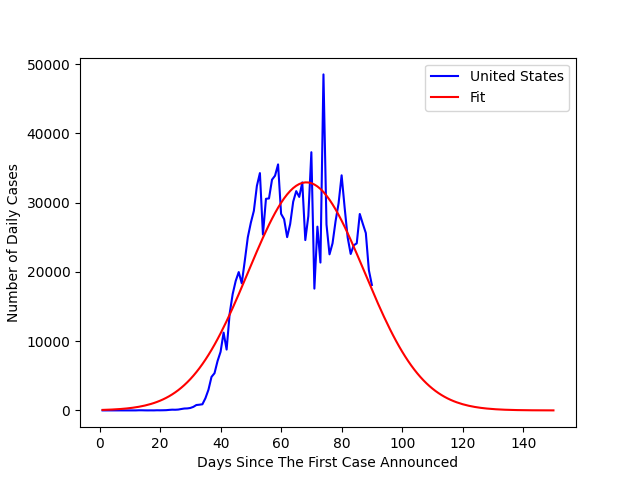 United States
Fit
50000
40000
30000
20000
10000
0
Number of Daily Cases
0 20 40 60 80 100 120 140
Days Since The First Case Announced